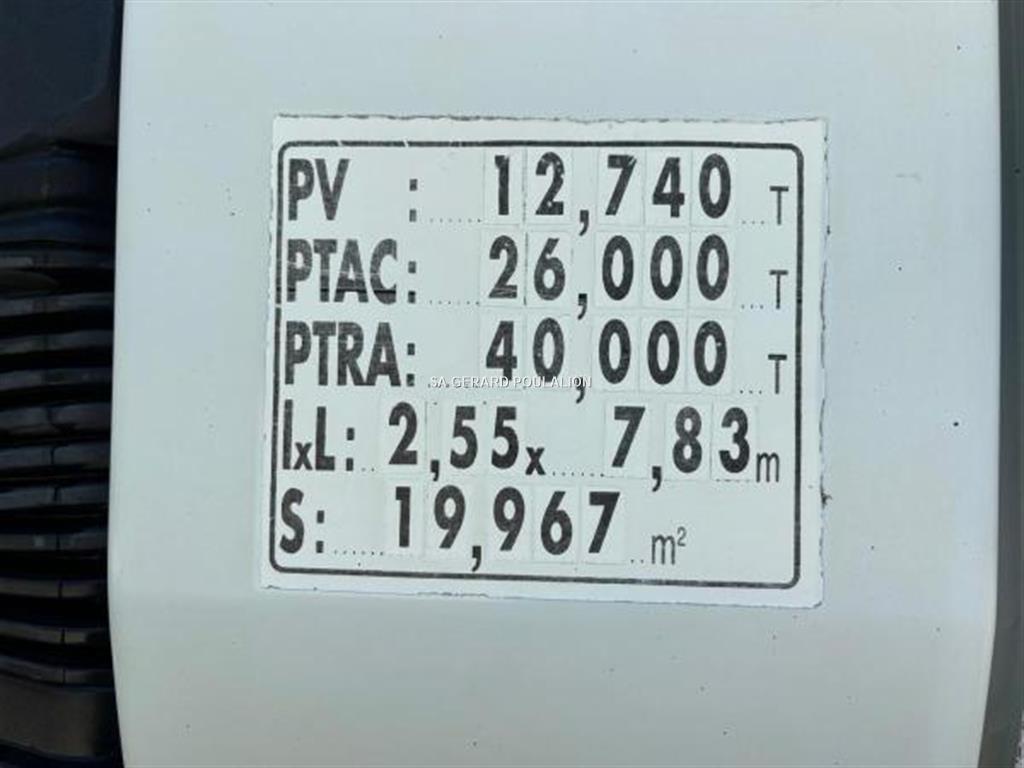 PV : 12,740 T
PTAC: 26,000 T
PTRA: 40,000 T
SA GERARD POULALION
lxL: 2,55x 7,83 m
S: 19,967 m²